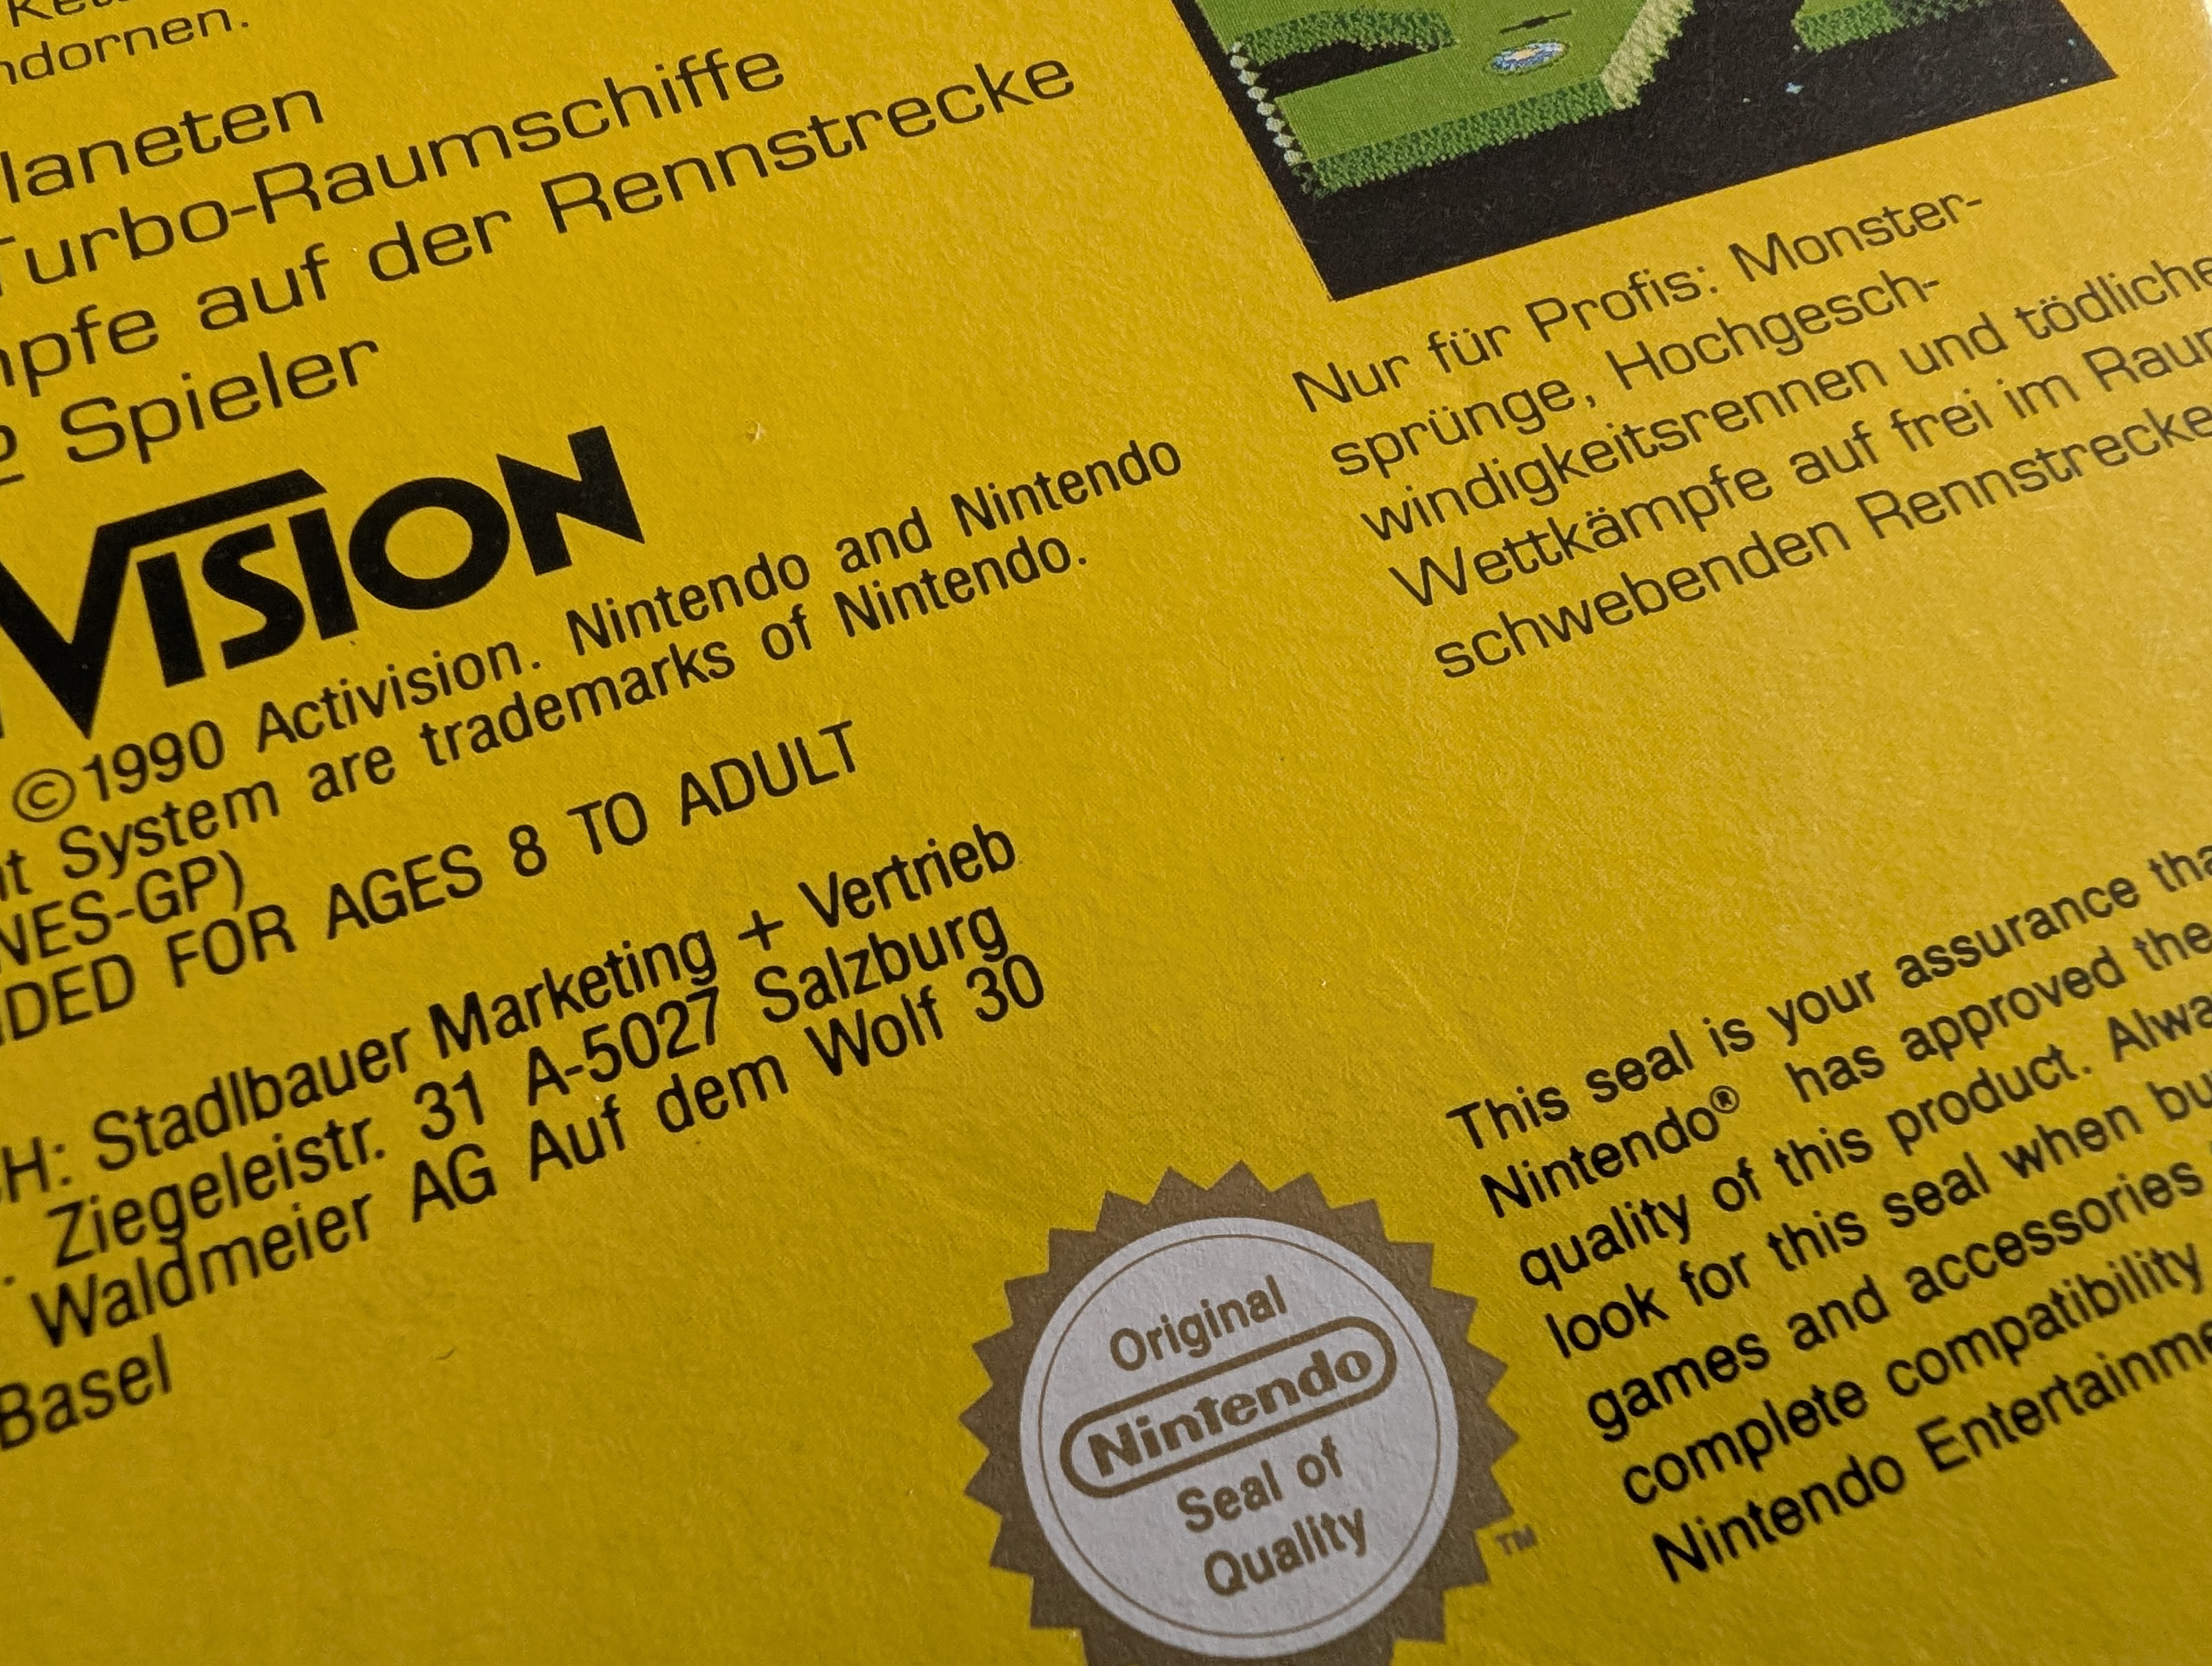 ndornen.
laneten
Turbo-Raumschiffe
mpfe auf der Rennstrecke
2 Spieler
VISION
©1990 Activision. Nintendo and Nintendo
nt System are trademarks of Nintendo.
NES-GP)
DED FOR AGES 8 TO ADULT
CH: Stadlbauer Marketing + Vertrieb
. Ziegeleistr. 31 A-5027 Salzburg
Waldmeier AG Auf dem Wolf 30
Basel
Nur für Profis: Monster-
sprünge, Hochgesch-
windigkeitsrennen und tödliche
Wettkämpfe auf frei im Raum
schwebenden Rennstrecke
Original
Nintendo
Seal of
Quality
TM
This seal is your assurance tha
Nintendo® has approved the
quality of this product. Alwa
look for this seal when bu
games and accessories
complete compatibility
Nintendo Entertainme